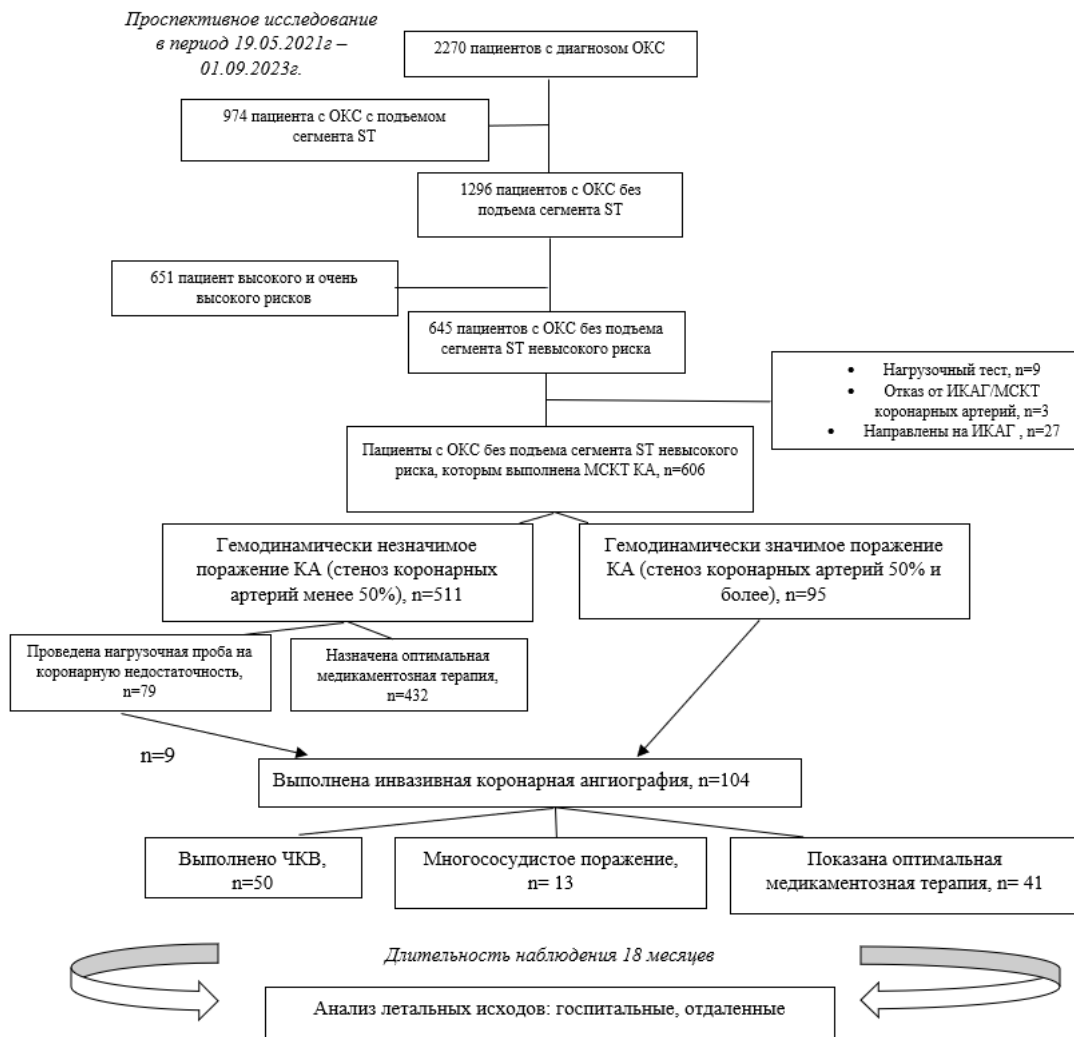 Проспективное исследование
в период 19.05.2021г –
01.09.2023г.
2270 пациентов с диагнозом ОКС
974 пациента с ОКС с подъемом
сегмента ST
1296 пациентов с ОКС без
подъема сегмента ST
651 пациент высокого и очень
высокого рисков
645 пациентов с ОКС без подъема
сегмента ST невысокого риска
• Нагрузочный тест, n=9
• Отказ от ИКАГ/МСКТ
коронарных артерий, n=3
• Направлены на ИКАГ , n=27
Пациенты с ОКС без подъема сегмента ST невысокого
риска, которым выполнена МСКТ КА, n=606
Гемодинамически незначимое
поражение КА (стеноз коронарных
артерий менее 50%), n=511
Гемодинамически значимое поражение
КА (стеноз коронарных артерий 50% и
более), n=95
Проведена нагрузочная проба на
коронарную недостаточность,
n=79
Назначена оптимальная
медикаментозная терапия,
n=432
n=9
Выполнена инвазивная коронарная ангиография, n=104
Выполнено ЧКВ,
n=50
Многососудистое поражение,
n= 13
Показана оптимальная
медикаментозная терапия, n= 41
Длительность наблюдения 18 месяцев
Анализ летальных исходов: госпитальные, отдаленные